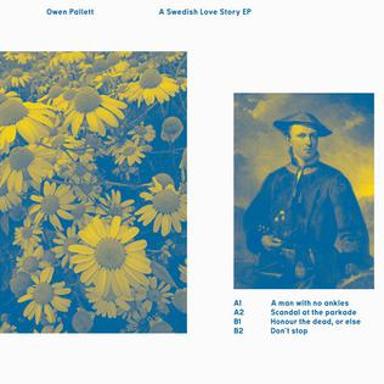 Owen Pallett A Swedish Love Story EP
A1 A man with no ankles
A2 Scandal at the parkade
B1 Honour the dead, or else
B2 Don't stop